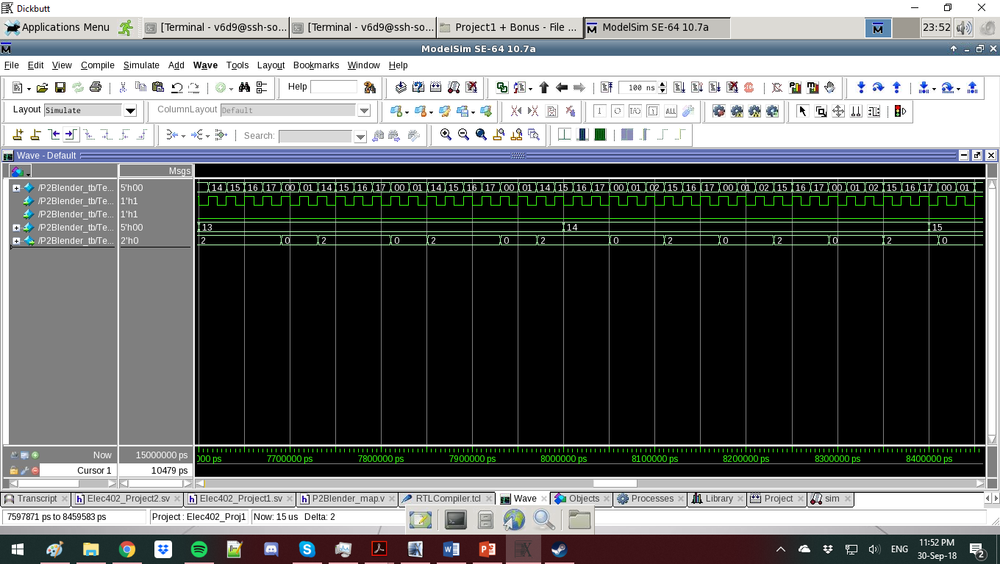 Dickbutt
Applications Menu [Terminal - v6d9@ssh-so... [Terminal - v6d9@ssh-so... Project1 + Bonus - File ... ModelSim SE-64 10.7a 23:52
ModelSim SE-64 10.7a
File Edit View Compile Simulate Add Wave Tools Layout Bookmarks Window Help
Help 100 ns
Layout Simulate ColumnLayout Default
Search:
Wave - Default
Msgs
/P2Blender_tb/Te... 5'h00 14 15 16 17 00 01 14 15 16 17 00 01 14 15 16 17 00 01 14 15 16 17 00 01 02 15 16 17 00 01 02 15 16 17 00 01 02 15 16 17 00 01
/P2Blender_tb/Te... 1'h1
/P2Blender_tb/Te... 1'h1
/P2Blender_tb/Te... 5'h00 13 14 15
/P2Blender_tb/Te... 2'h0 2 0 2 0 2 0 2 0 2 0 2 0 2 0
Now 15000000 ps 000 ps 7700000 ps 7800000 ps 7900000 ps 8000000 ps 8100000 ps 8200000 ps 8300000 ps 8400000 ps
Cursor 1 10479 ps
Transcript Elec402_Project2.sv Elec402_Project1.sv P2Blender_map.v RTLCompiler.tcl Wave Objects Processes Library Project sim
7597871 ps to 8459583 ps Project : Elec402_Proj1 Now: 15 us Delta: 2
ENG 11:52 PM
30-Sep-18 2